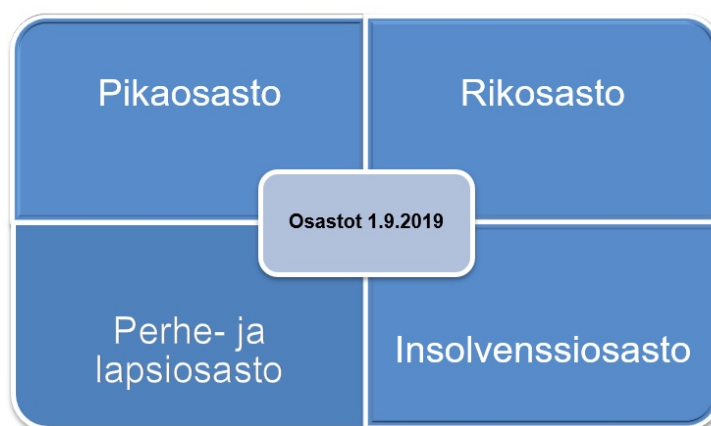 Pikaosasto
Rikosasto
Osastot 1.9.2019
Perhe- ja
lapsiosasto
Insolvenssiosasto